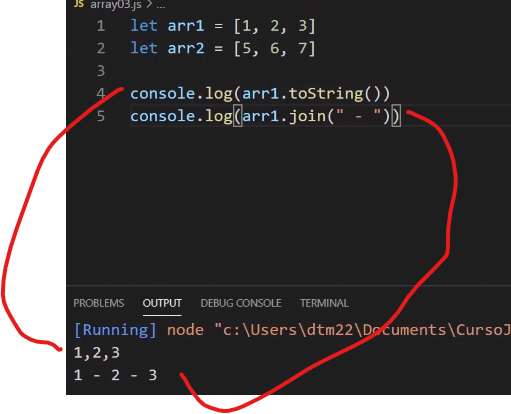 JS array03.js > ...
1 let arr1 = [1, 2, 3]
2 let arr2 = [5, 6, 7]
3
4 console.log(arr1.toString())
5 console.log(arr1.join(" - "))
PROBLEMS OUTPUT DEBUG CONSOLE TERMINAL
[Running] node "c:\Users\dtm22\Documents\CursoJ
1,2,3
1 - 2 - 3